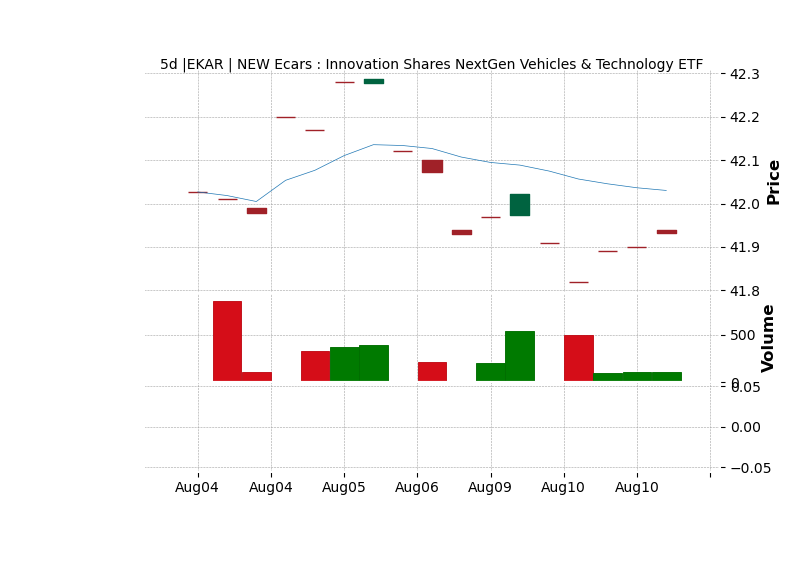 5d |EKAR | NEW Ecars : Innovation Shares NextGen Vehicles & Technology ETF
42.3
42.2
42.1
42.0
41.9
41.8
Price
500
0
Volume
0.05
0.00
−0.05
Aug04 Aug04 Aug05 Aug06 Aug09 Aug10 Aug10